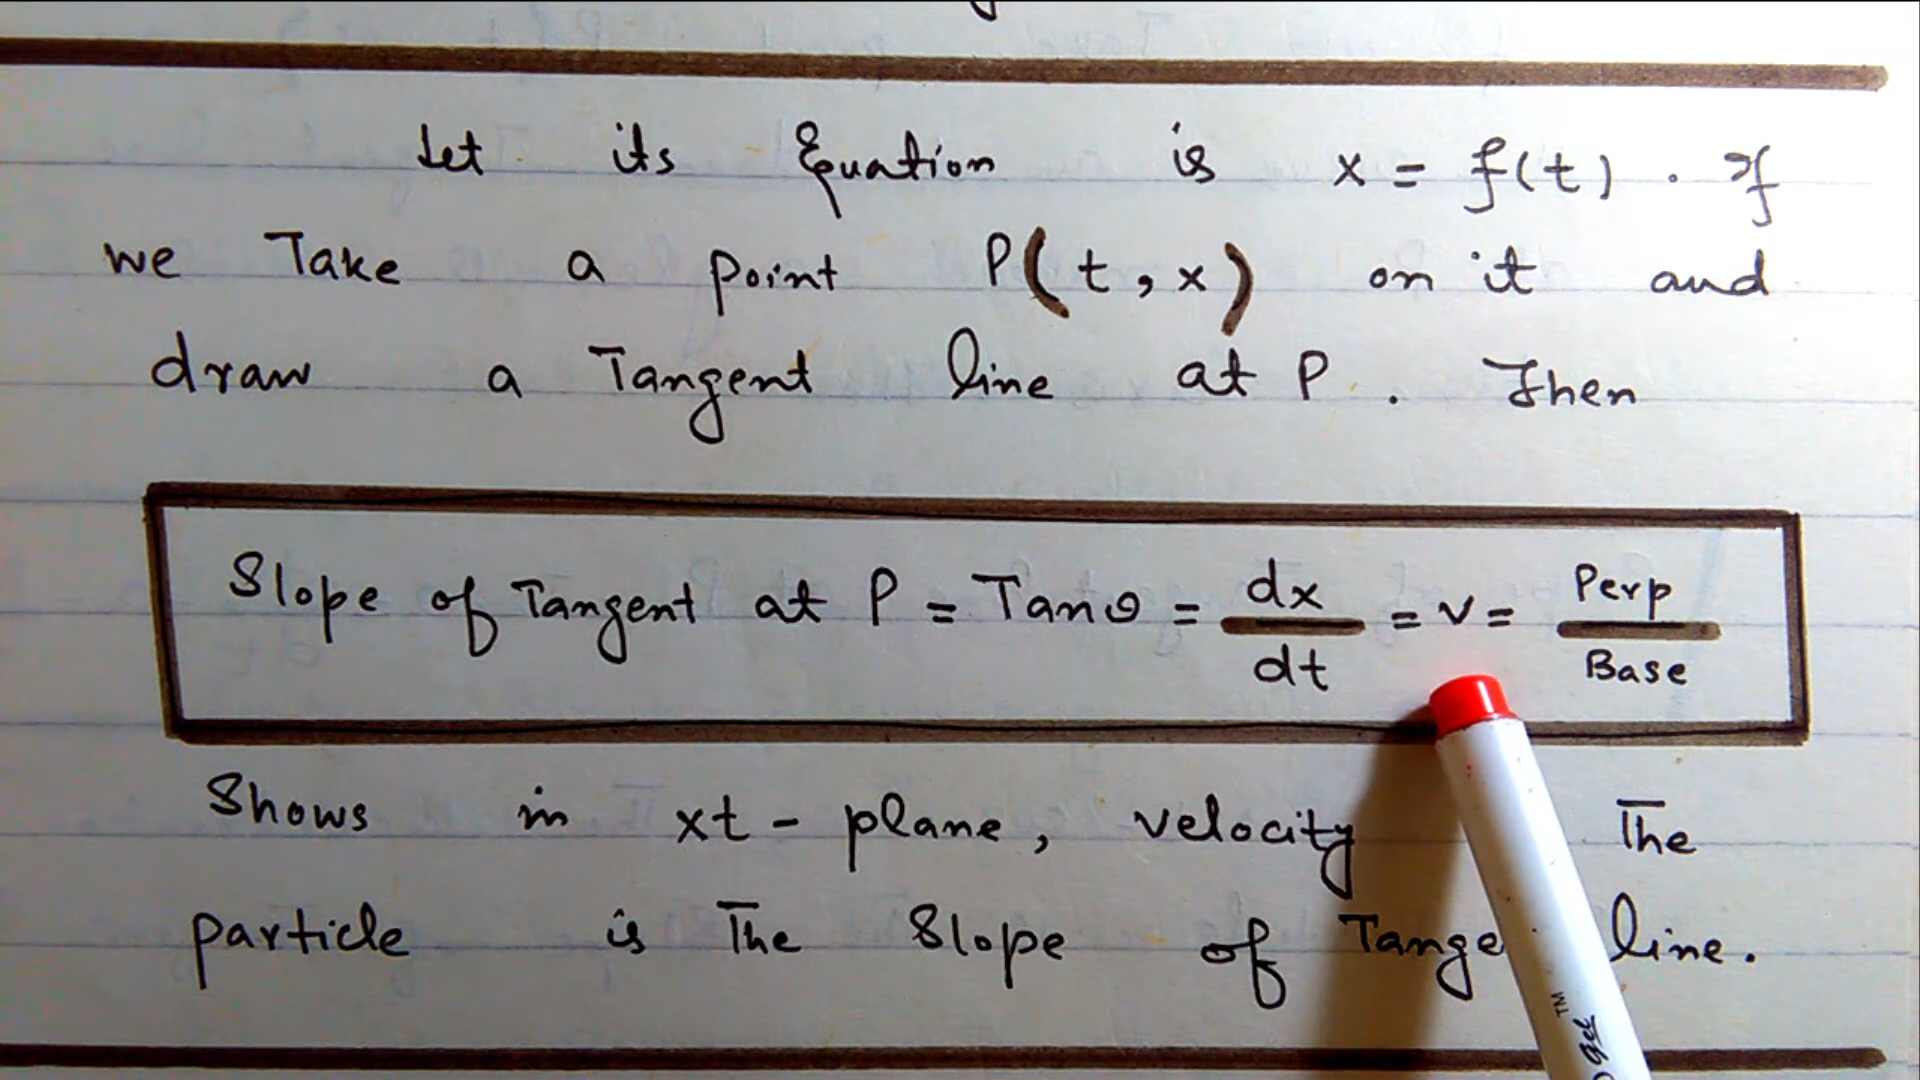 Let its Equation is x = f(t) . If
we Take a point P(t, x) on it and
draw a Tangent line at P . Then
Slope of Tangent at P = Tanθ = dx/dt = v = Perp/Base
Shows in xt - plane, velocity The
particle is The Slope of Tange line.